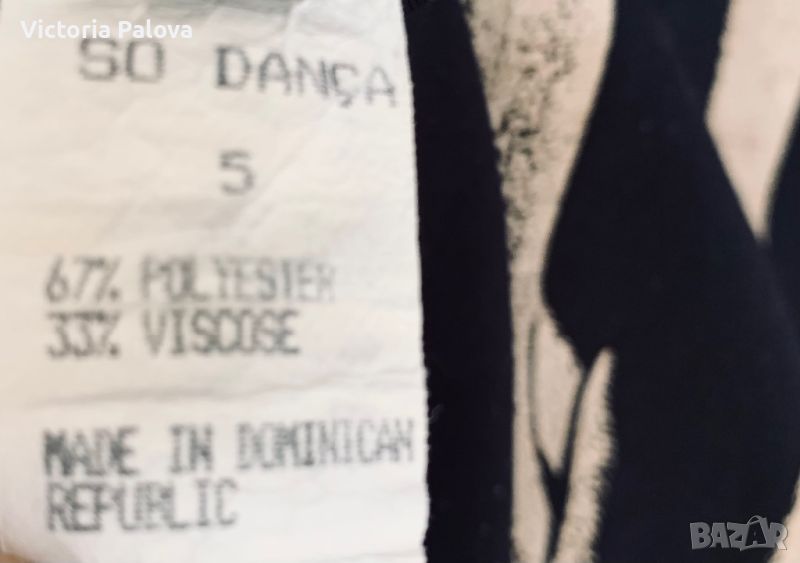 Victoria Palova
SO DANÇA
5
67% POLYESTER
33% VISCOSE
MADE IN DOMINICAN
REPUBLIC
BAZAR